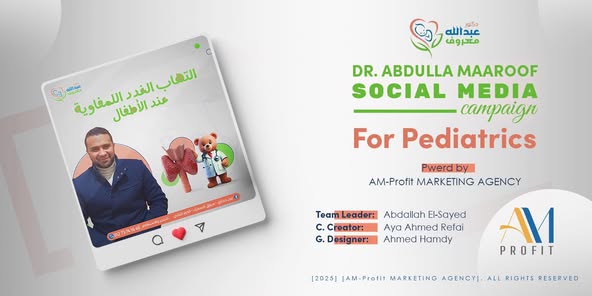 دكتور
عبدالله
معروف
DR. ABDULLA MAAROOF
SOCIAL MEDIA
campaign
For Pediatrics
Pwerd by
AM-Profit MARKETING AGENCY
Team Leader: Abdallah El-Sayed
C. Creator: Aya Ahmed Refai
G. Designer: Ahmed Hamdy
AM
PROFIT
[2025] [AM-Profit MARKETING AGENCY]. ALL RIGHTS RESERVED
عبدالله
معروف
التهاب الغدد اللمفاوية
عند الأطفال